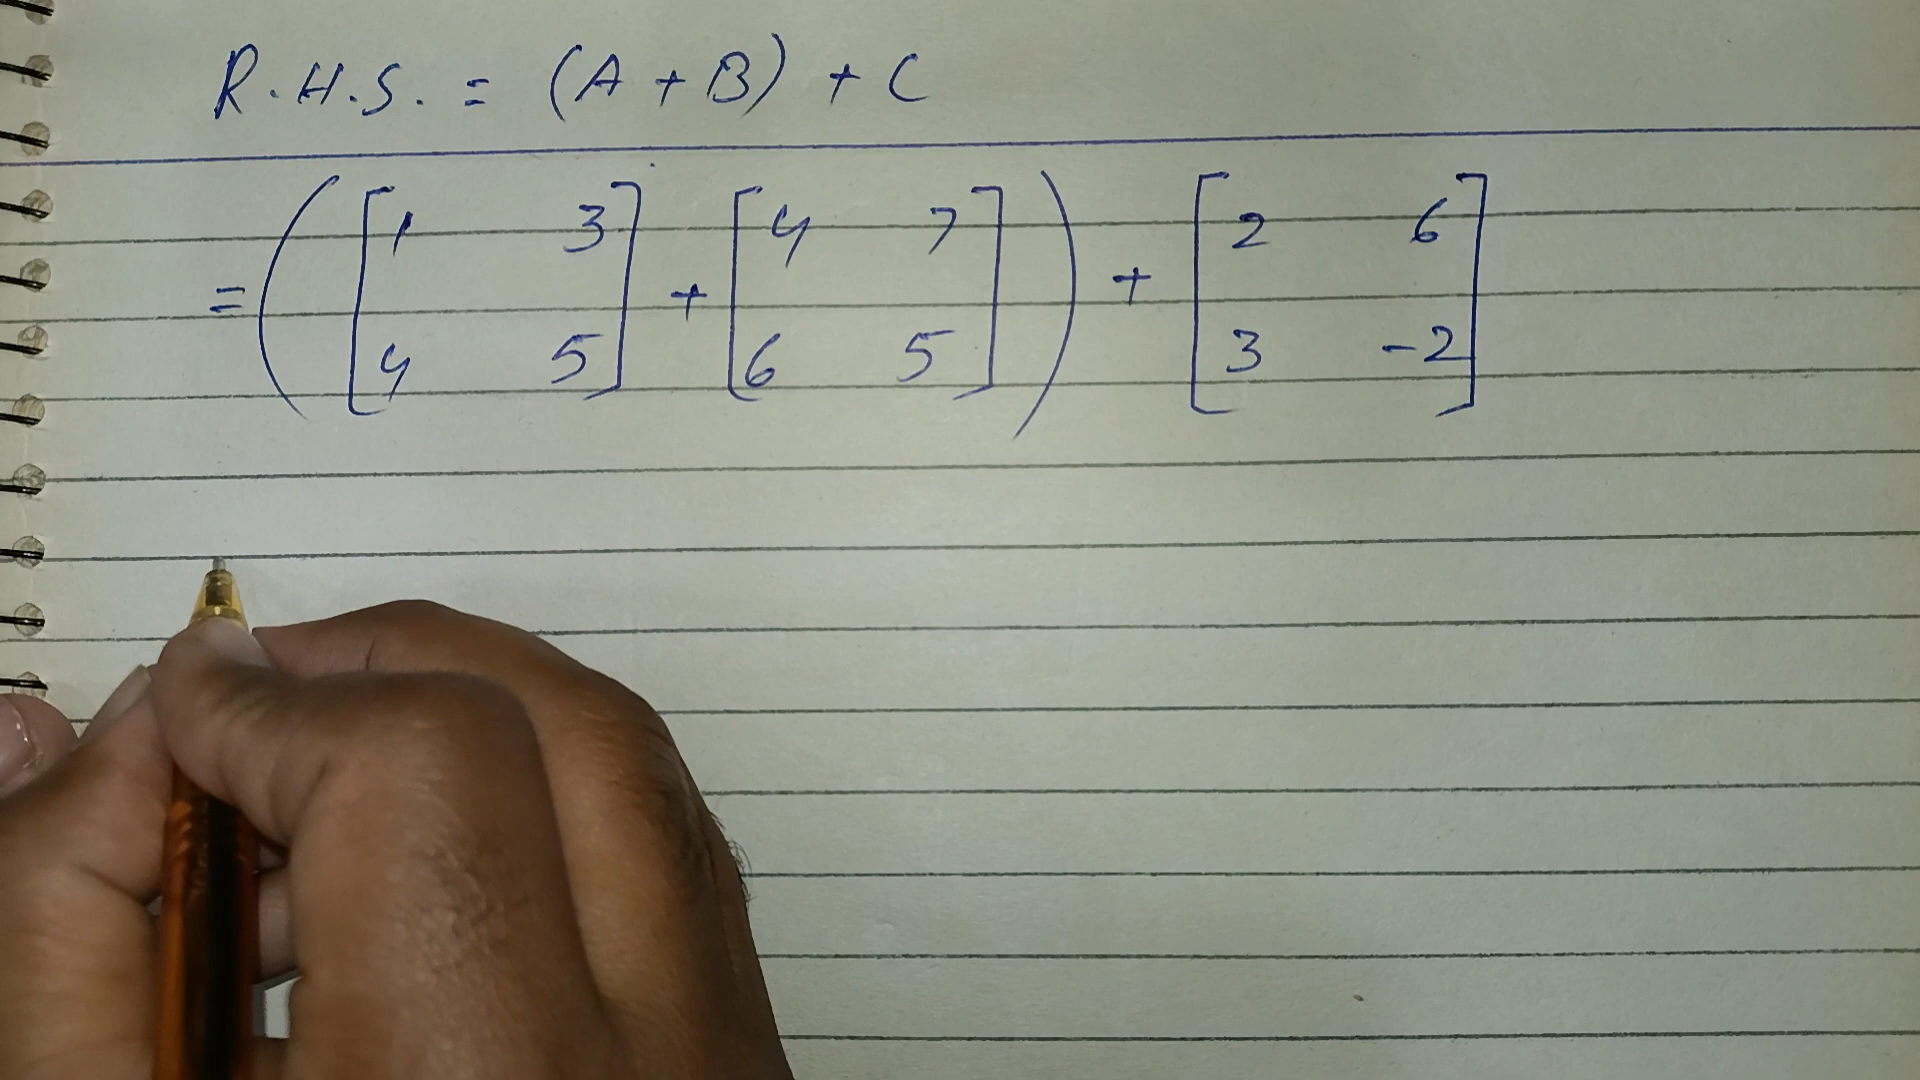 R.H.S. = (A + B) + C
= ( [ 1 3 ] + [ 4 7 ] ) + [ 2 6 ]
[ 4 5 ] [ 6 5 ] [ 3 -2 ]